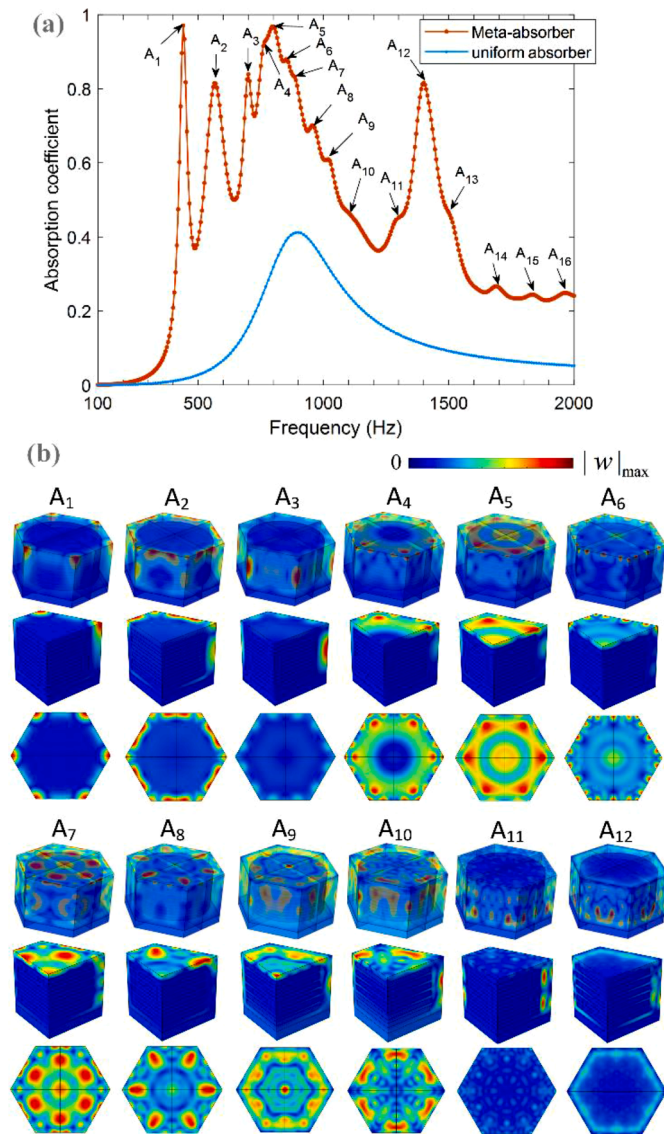 (a)
Meta-absorber
uniform absorber
A1
A2
A3
A4
A5
A6
A7
A8
A9
A10
A11
A12
A13
A14
A15
A16
Absorption coefficient
1
0.8
0.6
0.4
0.2
0
100 500 1000 1500 2000
Frequency (Hz)
(b)
0 |w|max
A1 A2 A3 A4 A5 A6
A7 A8 A9 A10 A11 A12